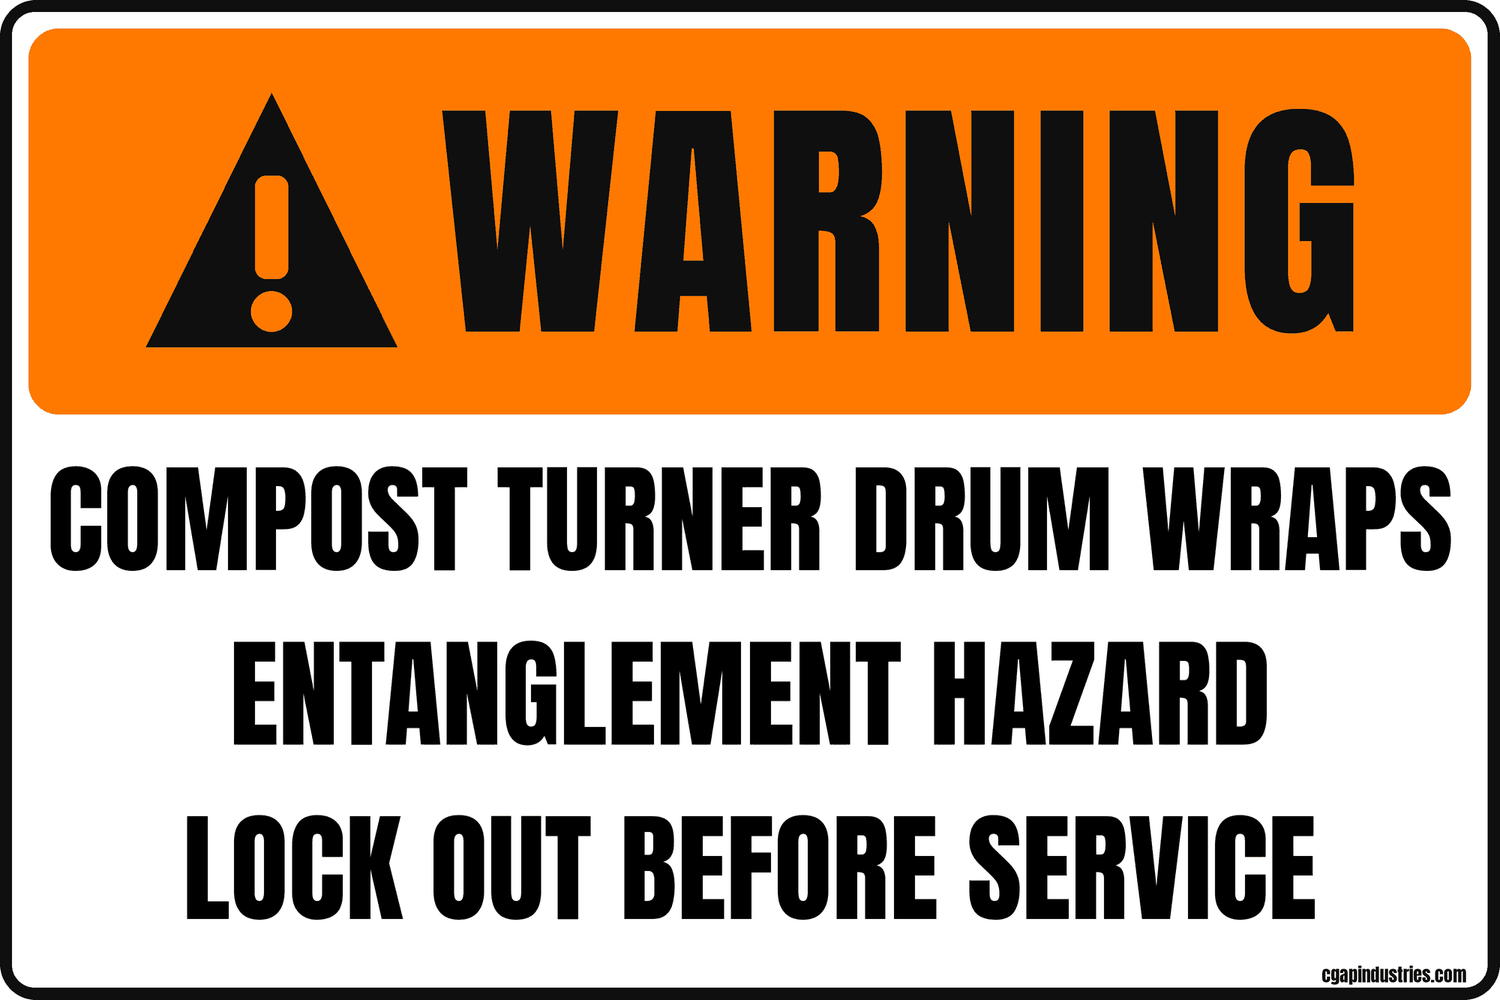 WARNING
COMPOST TURNER DRUM WRAPS
ENTANGLEMENT HAZARD
LOCK OUT BEFORE SERVICE
cgapindustries.com